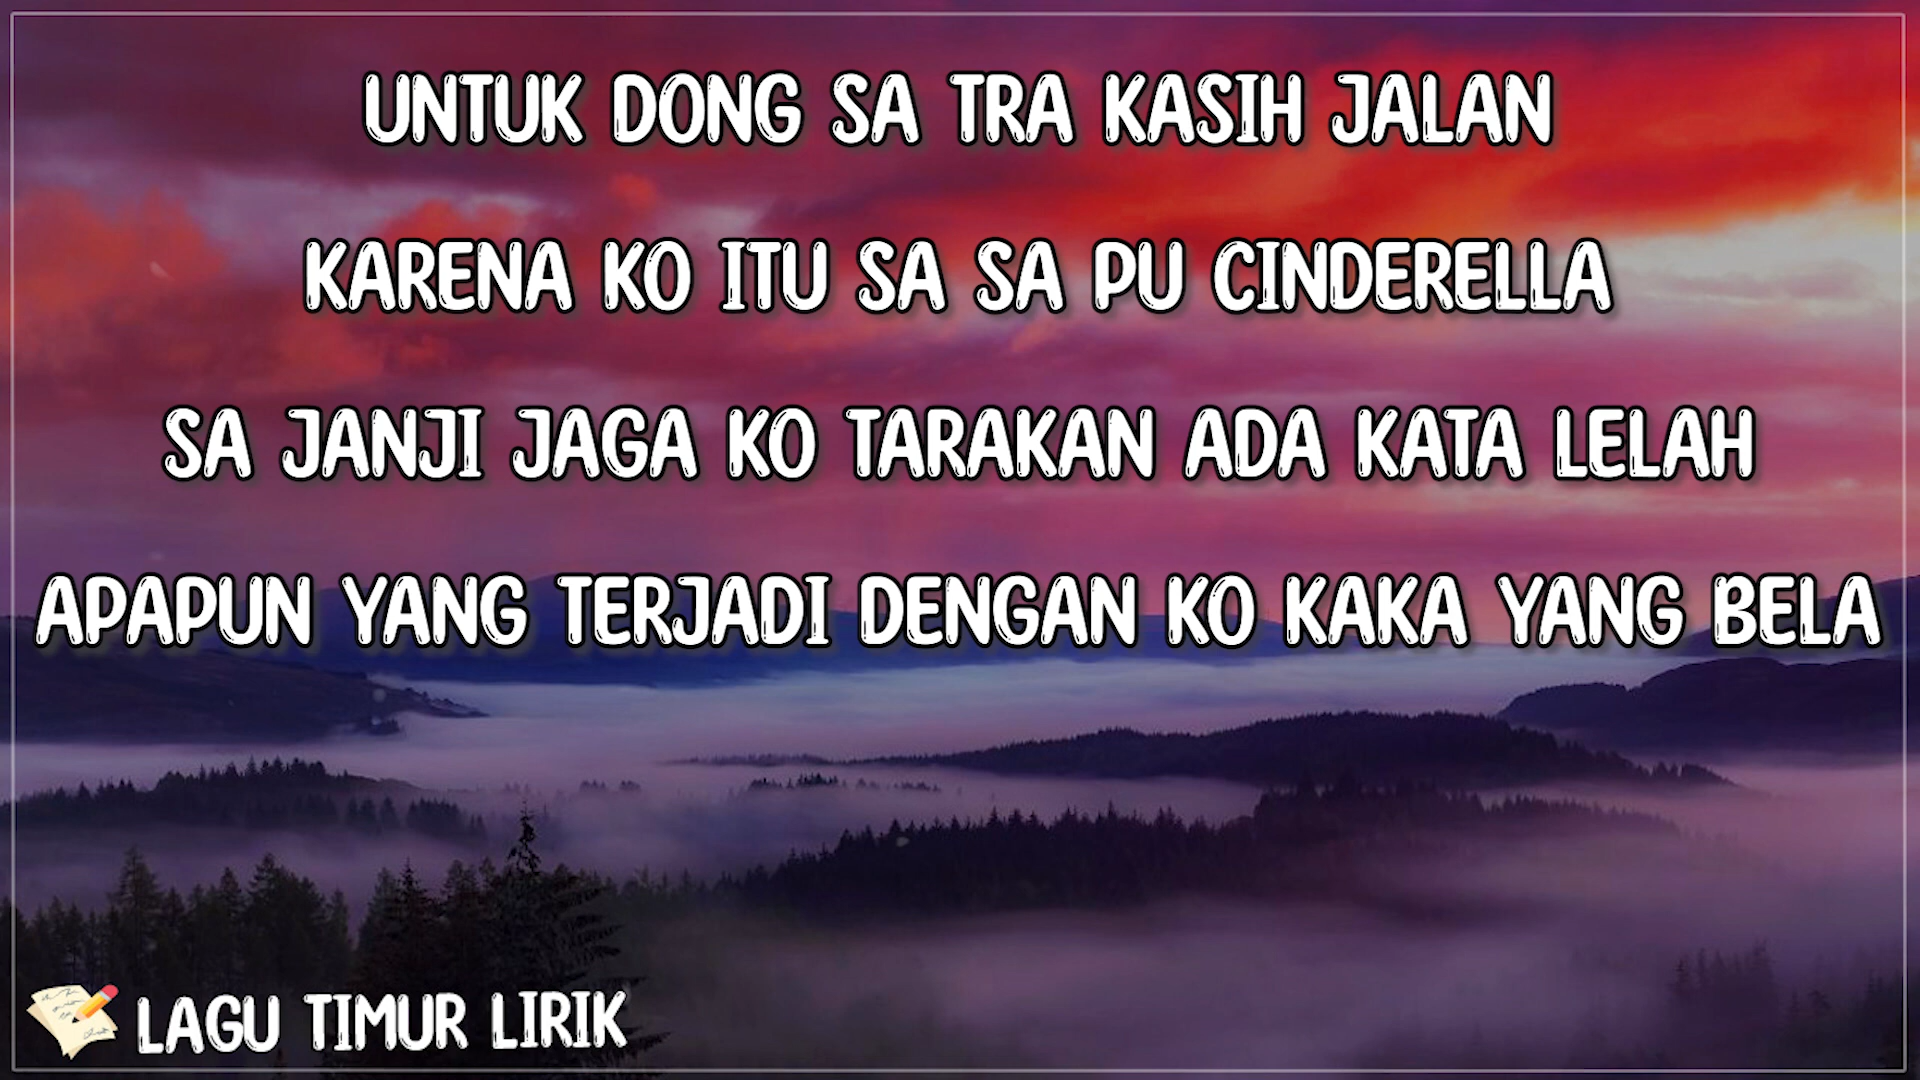 UNTUK DONG SA TRA KASIH JALAN
KARENA KO ITU SA SA PU CINDERELLA
SA JANJI JAGA KO TARAKAN ADA KATA LELAH
APAPUN YANG TERJADI DENGAN KO KAKA YANG BELA
LAGU TIMUR LIRIK